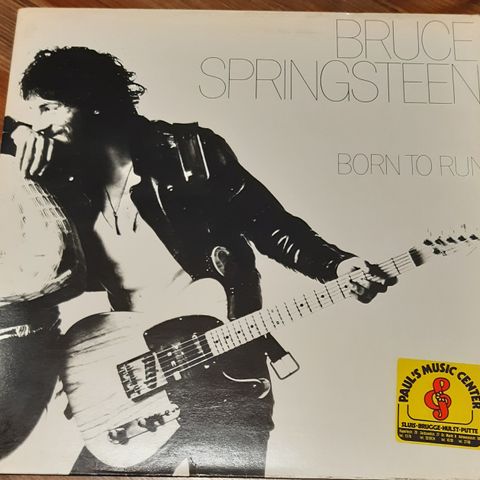 BRUCE
SPRINGSTEEN
BORN TO RUN
PAUL'S MUSIC CENTER
SLUIS-BRUGGE-HULST-PUTTE